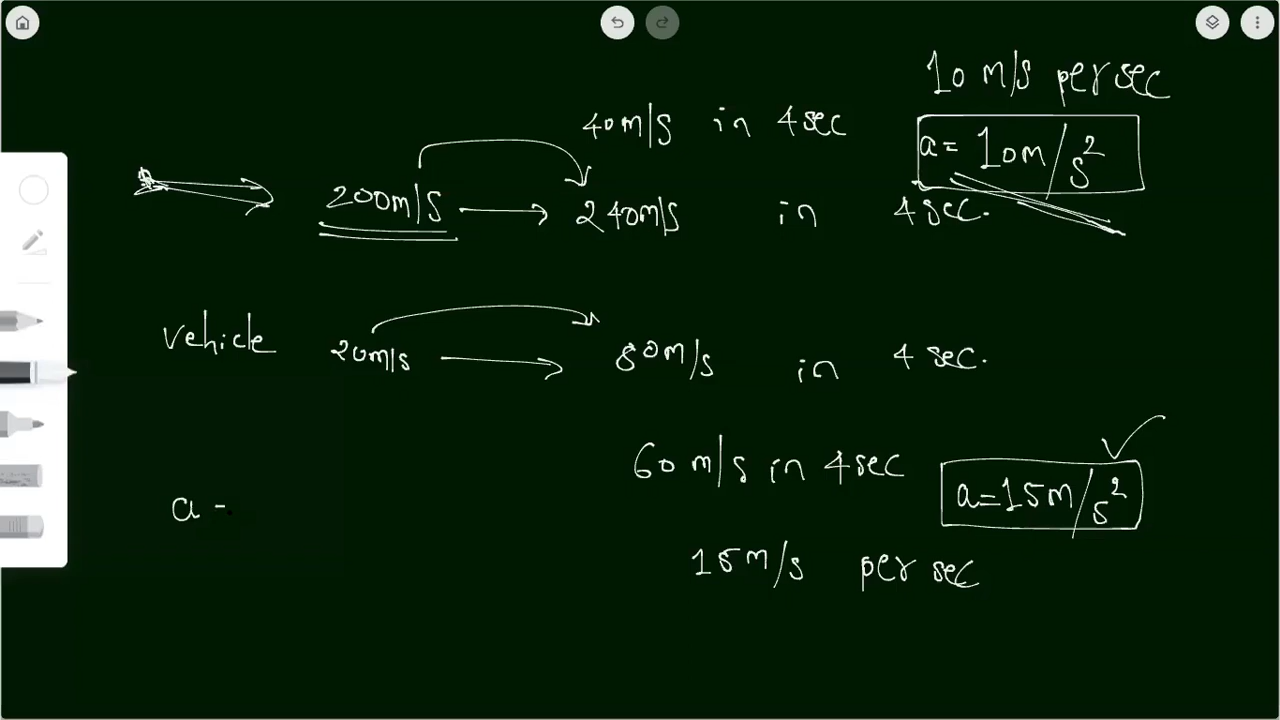 10 m/s per sec
40m/s in 4sec
a= 10m/s²
200m/s → 240m/s in 4sec.
vehicle 20m/s → 80m/s in 4 sec.
60 m/s in 4sec
a=15m/s²
a -
15m/s per sec